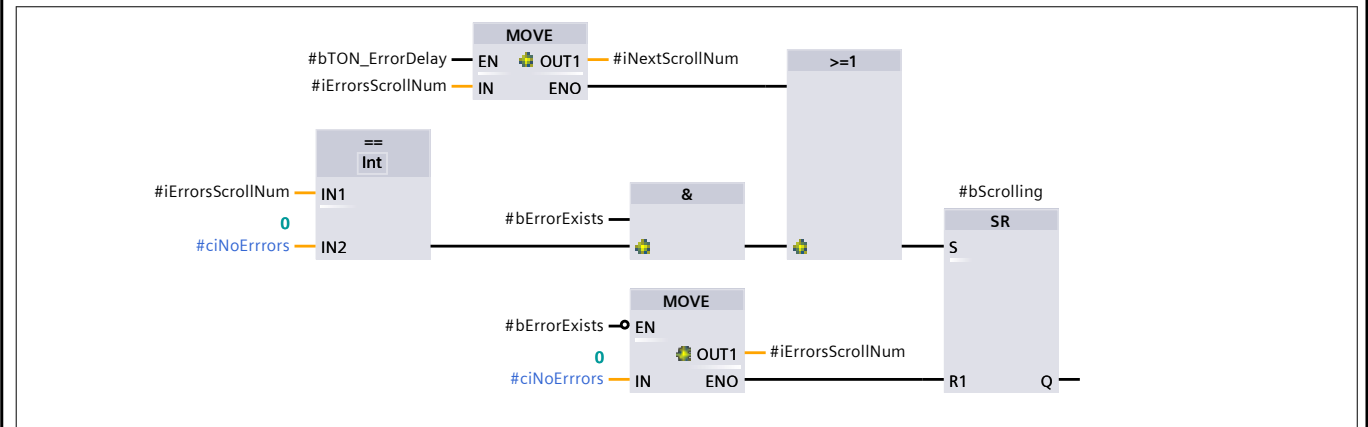 MOVE
#bTON_ErrorDelay EN OUT1 #iNextScrollNum >=1
#iErrorsScrollNum IN ENO
==
Int
#iErrorsScrollNum IN1 & #bScrolling
#bErrorExists SR
0
#ciNoErrrors IN2 S
MOVE
#bErrorExists EN
0 OUT1 #iErrorsScrollNum
#ciNoErrrors IN ENO R1 Q